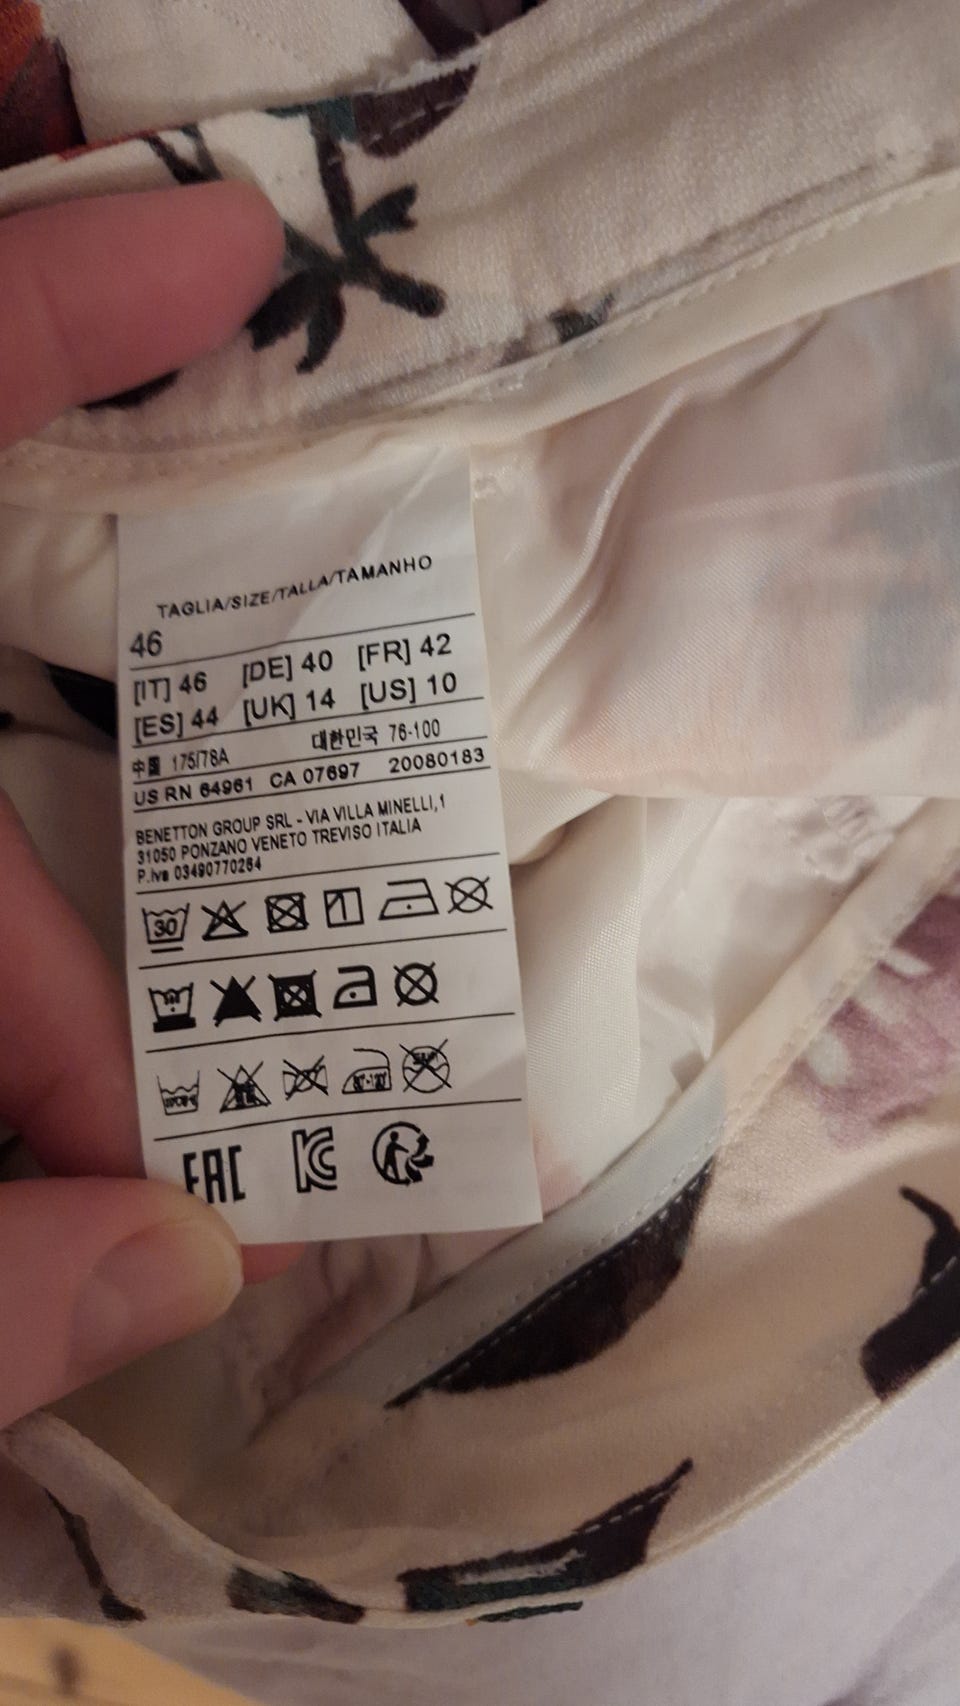 TAGLIA/SIZE/TALLA/TAMANHO
46
[IT] 46 [DE] 40 [FR] 42
[ES] 44 [UK] 14 [US] 10
中国 175/78A 대한민국 76-100
US RN 64961 CA 07697 20080183
BENETTON GROUP SRL - VIA VILLA MINELLI,1
31050 PONZANO VENETO TREVISO ITALIA
P.Iva 03490770264
30
EAC KC